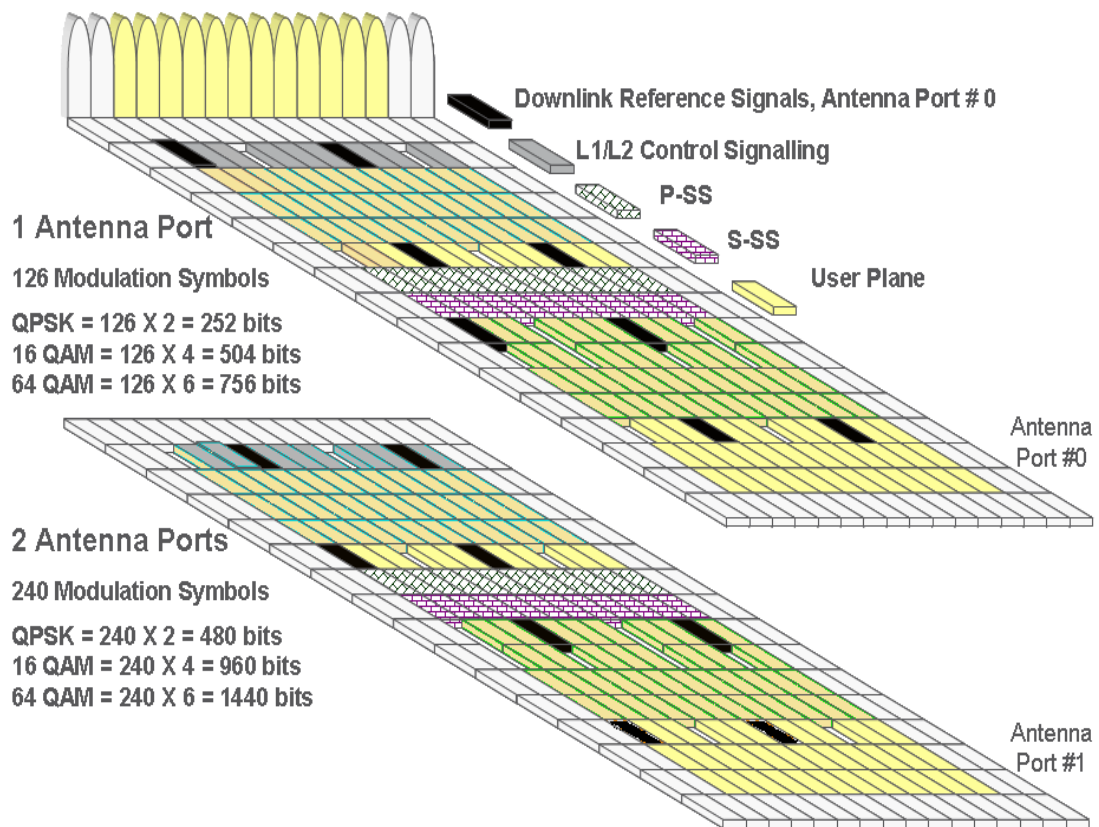 Downlink Reference Signals, Antenna Port # 0
L1/L2 Control Signalling
P-SS
S-SS
User Plane
1 Antenna Port
126 Modulation Symbols
QPSK = 126 X 2 = 252 bits
16 QAM = 126 X 4 = 504 bits
64 QAM = 126 X 6 = 756 bits
Antenna
Port #0
2 Antenna Ports
240 Modulation Symbols
QPSK = 240 X 2 = 480 bits
16 QAM = 240 X 4 = 960 bits
64 QAM = 240 X 6 = 1440 bits
Antenna
Port #1